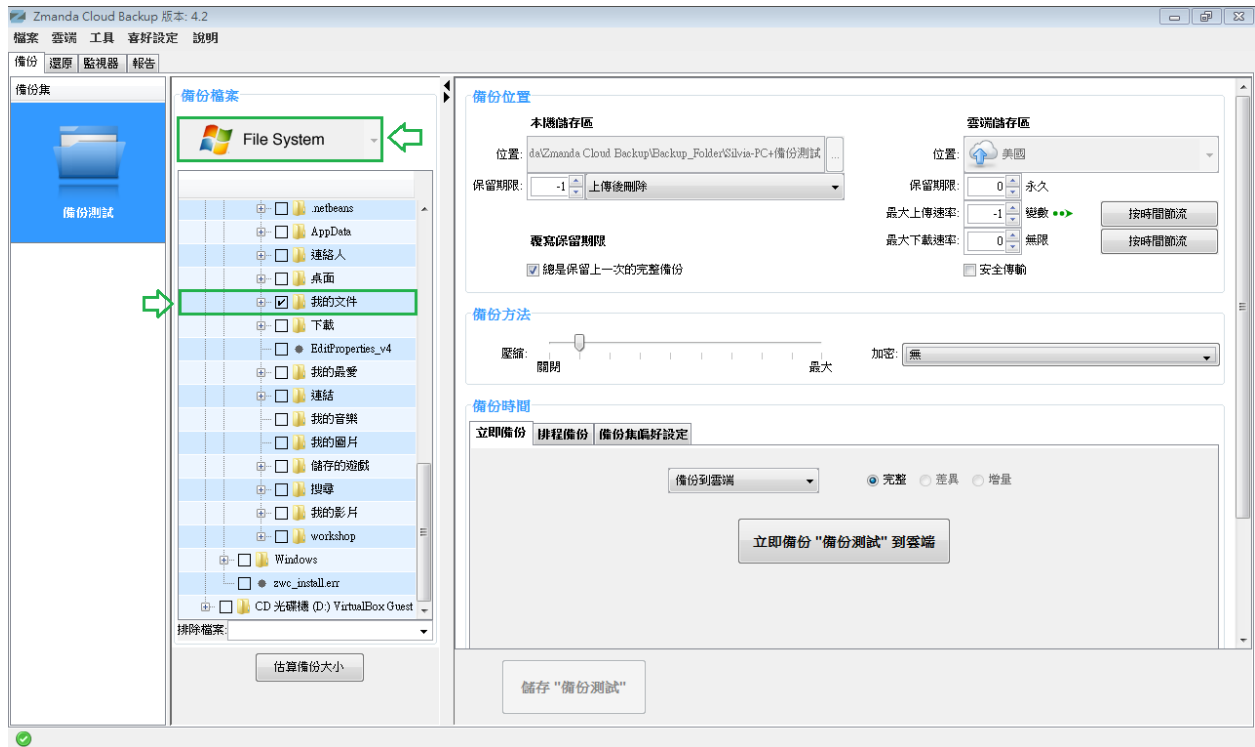 Zmanda Cloud Backup 版本: 4.2
檔案 雲端 工具 喜好設定 說明
備份 還原 監視器 報告
備份集
備份測試
備份檔案
File System
.netbeans
AppData
連絡人
桌面
我的文件
下載
EditProperties_v4
我的最愛
連結
我的音樂
我的圖片
儲存的遊戲
搜尋
我的影片
workshop
Windows
zwc_install.err
CD 光碟機 (D:) VirtualBox Guest
排除檔案:
估算備份大小
備份位置
本機儲存區
位置: da\Zmanda Cloud Backup\Backup_Folder\Silvia-PC+備份測試 ...
保留期限: -1 上傳後刪除
覆寫保留期限
總是保留上一次的完整備份
雲端儲存區
位置: 美國
保留期限: 0 永久
最大上傳速率: -1 變數 按時間節流
最大下載速率: 0 無限 按時間節流
安全傳輸
備份方法
壓縮:
關閉 最大
加密: 無
備份時間
立即備份 排程備份 備份集偏好設定
備份到雲端 完整 差異 增量
立即備份 "備份測試" 到雲端
儲存 "備份測試"